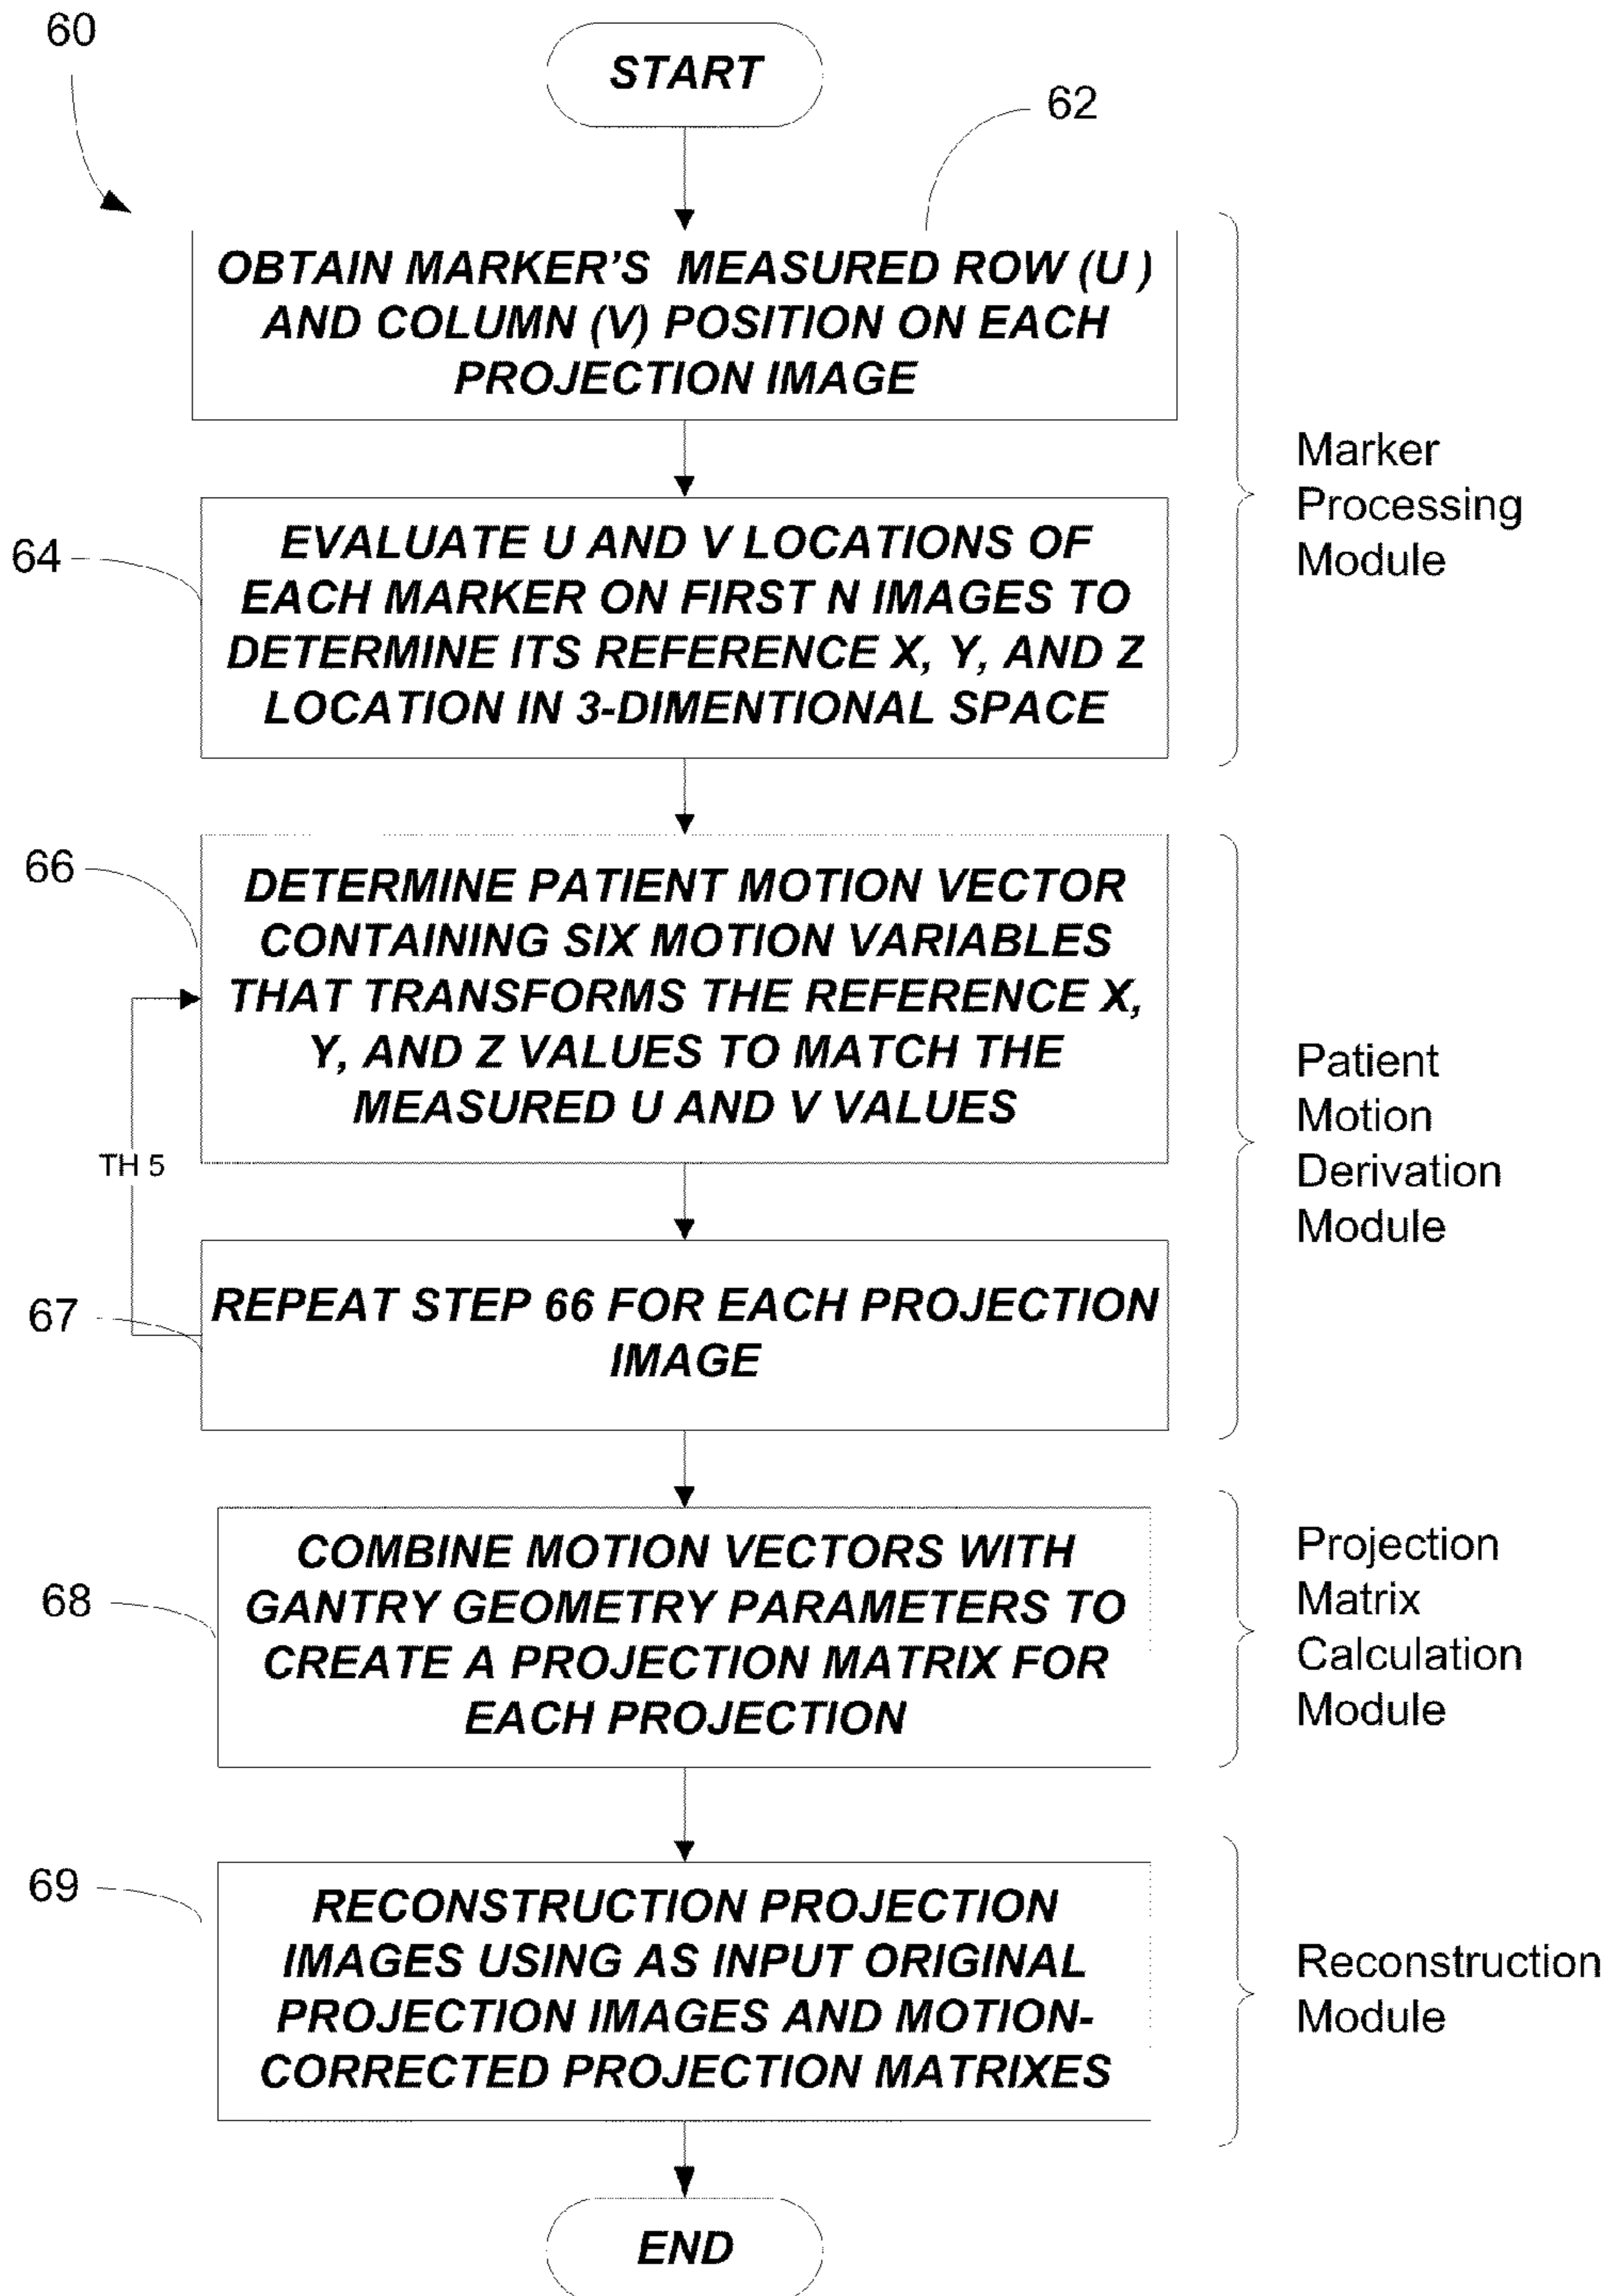 60
START
62
OBTAIN MARKER'S MEASURED ROW (U )
AND COLUMN (V) POSITION ON EACH
PROJECTION IMAGE
Marker
Processing
Module
64
EVALUATE U AND V LOCATIONS OF
EACH MARKER ON FIRST N IMAGES TO
DETERMINE ITS REFERENCE X, Y, AND Z
LOCATION IN 3-DIMENTIONAL SPACE
66
DETERMINE PATIENT MOTION VECTOR
CONTAINING SIX MOTION VARIABLES
THAT TRANSFORMS THE REFERENCE X,
Y, AND Z VALUES TO MATCH THE
MEASURED U AND V VALUES
Patient
Motion
Derivation
Module
TH 5
67
REPEAT STEP 66 FOR EACH PROJECTION
IMAGE
68
COMBINE MOTION VECTORS WITH
GANTRY GEOMETRY PARAMETERS TO
CREATE A PROJECTION MATRIX FOR
EACH PROJECTION
Projection
Matrix
Calculation
Module
69
RECONSTRUCTION PROJECTION
IMAGES USING AS INPUT ORIGINAL
PROJECTION IMAGES AND MOTION-
CORRECTED PROJECTION MATRIXES
Reconstruction
Module
END